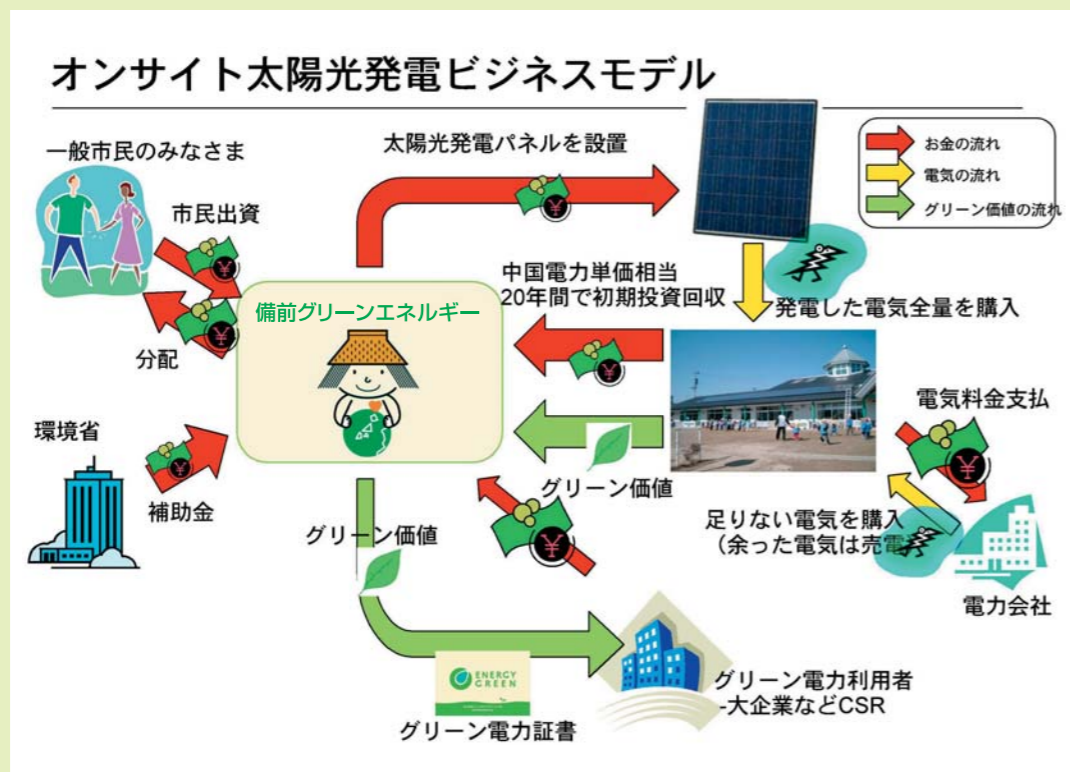 オンサイト太陽光発電ビジネスモデル
一般市民のみなさま
太陽光発電パネルを設置
お金の流れ
電気の流れ
グリーン価値の流れ
市民出資
¥
¥
中国電力単価相当
20年間で初期投資回収
発電した電気全量を購入
備前グリーンエネルギー
¥
分配
¥
電気料金支払
¥
環境省
¥
補助金
グリーン価値
足りない電気を購入
（余った電気は売電
グリーン価値
¥
電力会社
ENERGY
GREEN
グリーン電力利用者
-大企業などCSR
グリーン電力証書